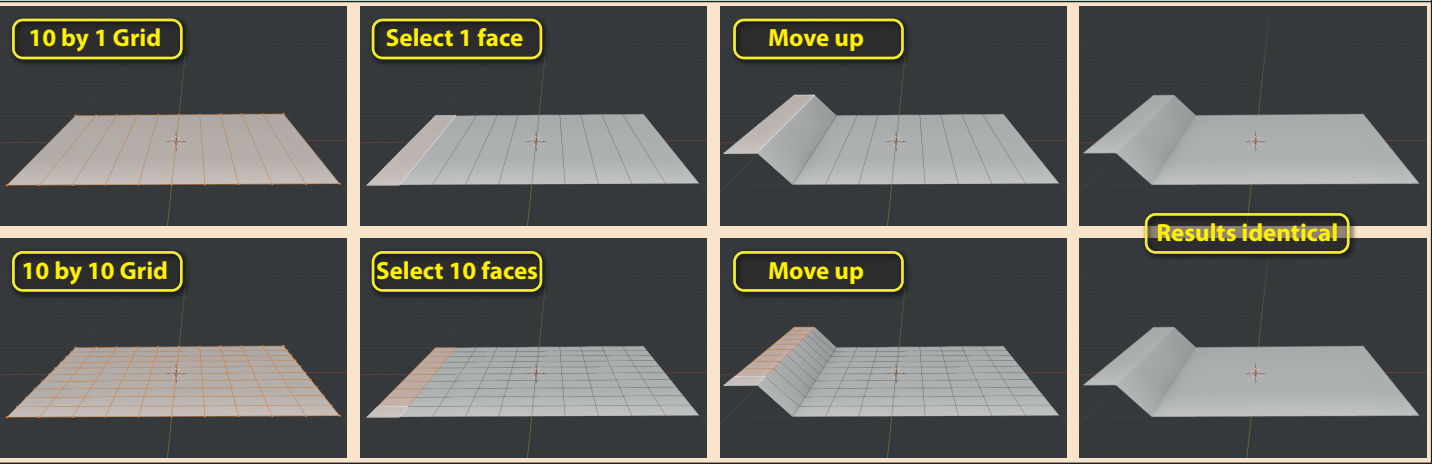 10 by 1 Grid
Select 1 face
Move up
Results identical
10 by 10 Grid
Select 10 faces
Move up